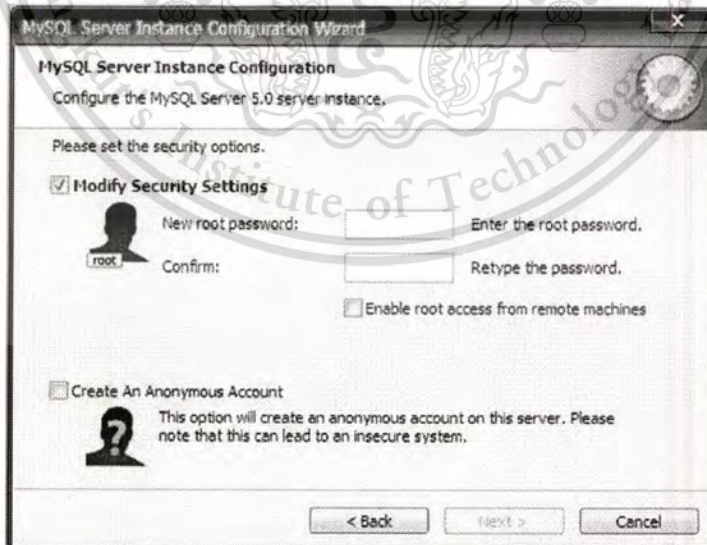 MySQL Server Instance Configuration Wizard
MySQL Server Instance Configuration
Configure the MySQL Server 5.0 server instance.
Please set the security options.
Modify Security Settings
root
New root password:
Enter the root password.
Confirm:
Retype the password.
Enable root access from remote machines
Create An Anonymous Account
This option will create an anonymous account on this server. Please
note that this can lead to an insecure system.
< Back
Next >
Cancel
Institute of Technology